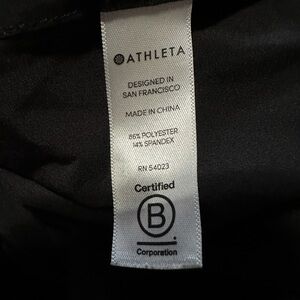 ATHLETA
DESIGNED IN
SAN FRANCISCO
MADE IN CHINA
86% POLYESTER
14% SPANDEX
RN 54023
Certified
B
Corporation